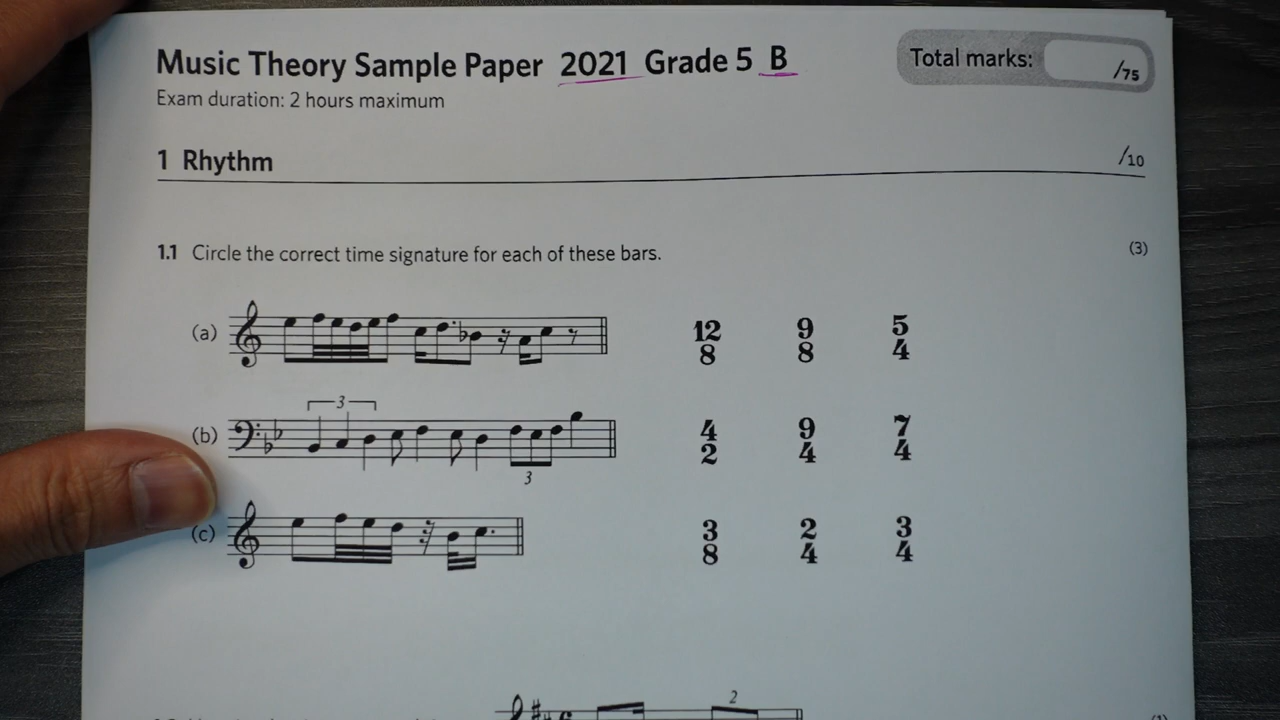 Music Theory Sample Paper 2021 Grade 5 B
Total marks: /75
Exam duration: 2 hours maximum
1 Rhythm /10
1.1 Circle the correct time signature for each of these bars. (3)
(a) 12/8 9/8 5/4
3
(b) 4/2 9/4 7/4
3
(c) 3/8 2/4 3/4
2